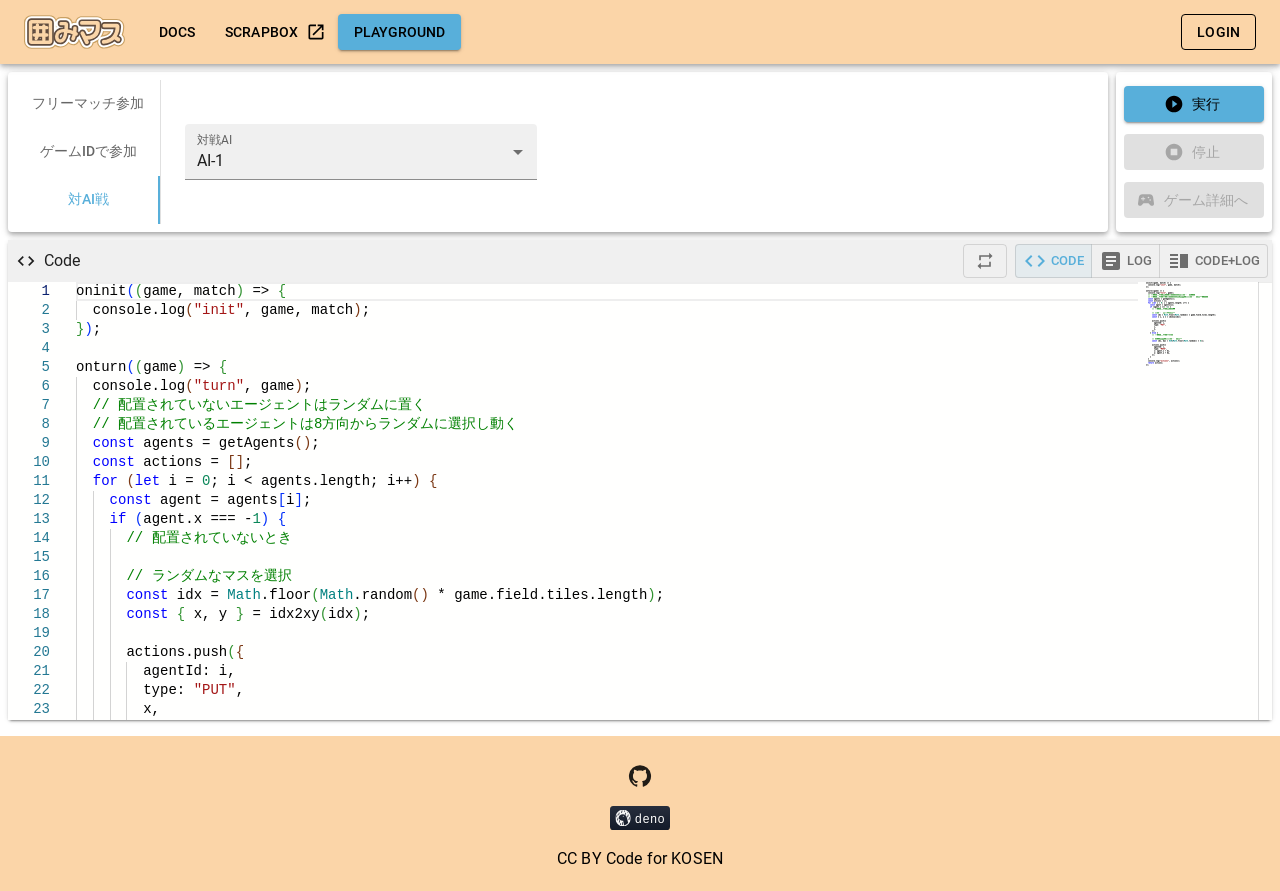 囲みマス
DOCS
SCRAPBOX
PLAYGROUND
LOGIN
フリーマッチ参加
ゲームIDで参加
対AI戦
対戦AI
AI-1
実行
停止
ゲーム詳細へ
Code
CODE
LOG
CODE+LOG
1 oninit((game, match) => {
2   console.log("init", game, match);
3 });
4
5 onturn((game) => {
6   console.log("turn", game);
7   // 配置されていないエージェントはランダムに置く
8   // 配置されているエージェントは8方向からランダムに選択し動く
9   const agents = getAgents();
10   const actions = [];
11   for (let i = 0; i < agents.length; i++) {
12     const agent = agents[i];
13     if (agent.x === -1) {
14       // 配置されていないとき
15
16       // ランダムなマスを選択
17       const idx = Math.floor(Math.random() * game.field.tiles.length);
18       const { x, y } = idx2xy(idx);
19
20       actions.push({
21         agentId: i,
22         type: "PUT",
23         x,
deno
CC BY Code for KOSEN